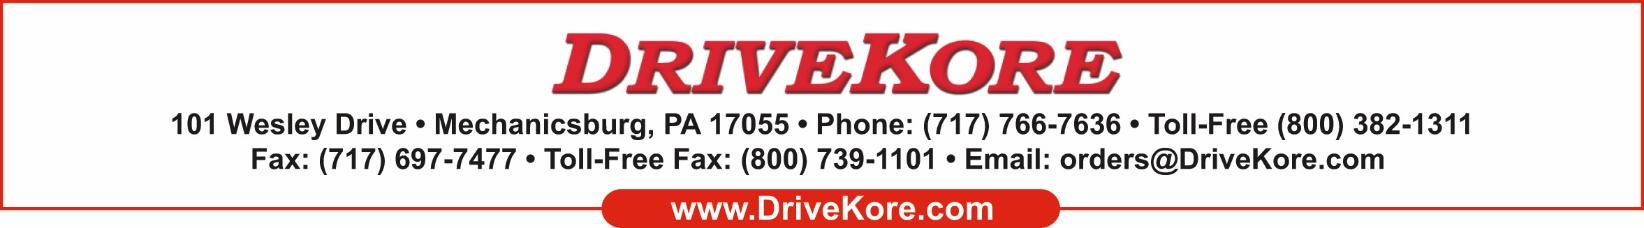 DRIVEKORE
101 Wesley Drive • Mechanicsburg, PA 17055 • Phone: (717) 766-7636 • Toll-Free (800) 382-1311
Fax: (717) 697-7477 • Toll-Free Fax: (800) 739-1101 • Email: orders@DriveKore.com
www.DriveKore.com